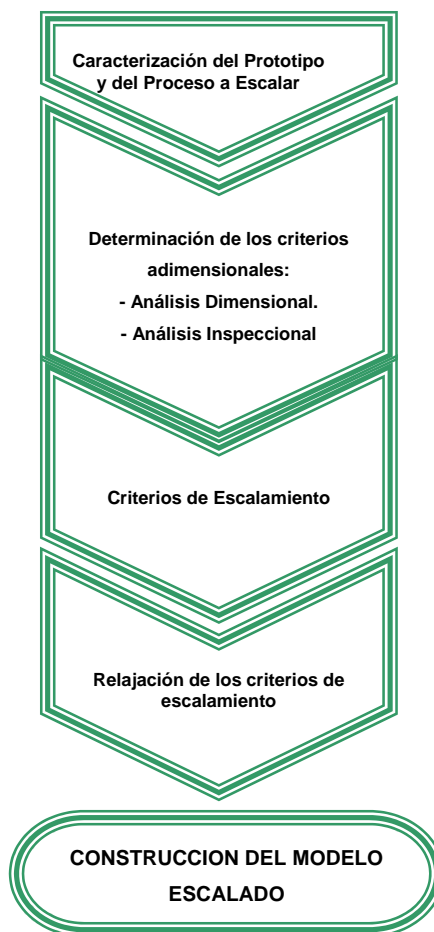 Caracterización del Prototipo
y del Proceso a Escalar
Determinación de los criterios
adimensionales:
- Análisis Dimensional.
- Análisis Inspeccional
Criterios de Escalamiento
Relajación de los criterios de
escalamiento
CONSTRUCCION DEL MODELO
ESCALADO